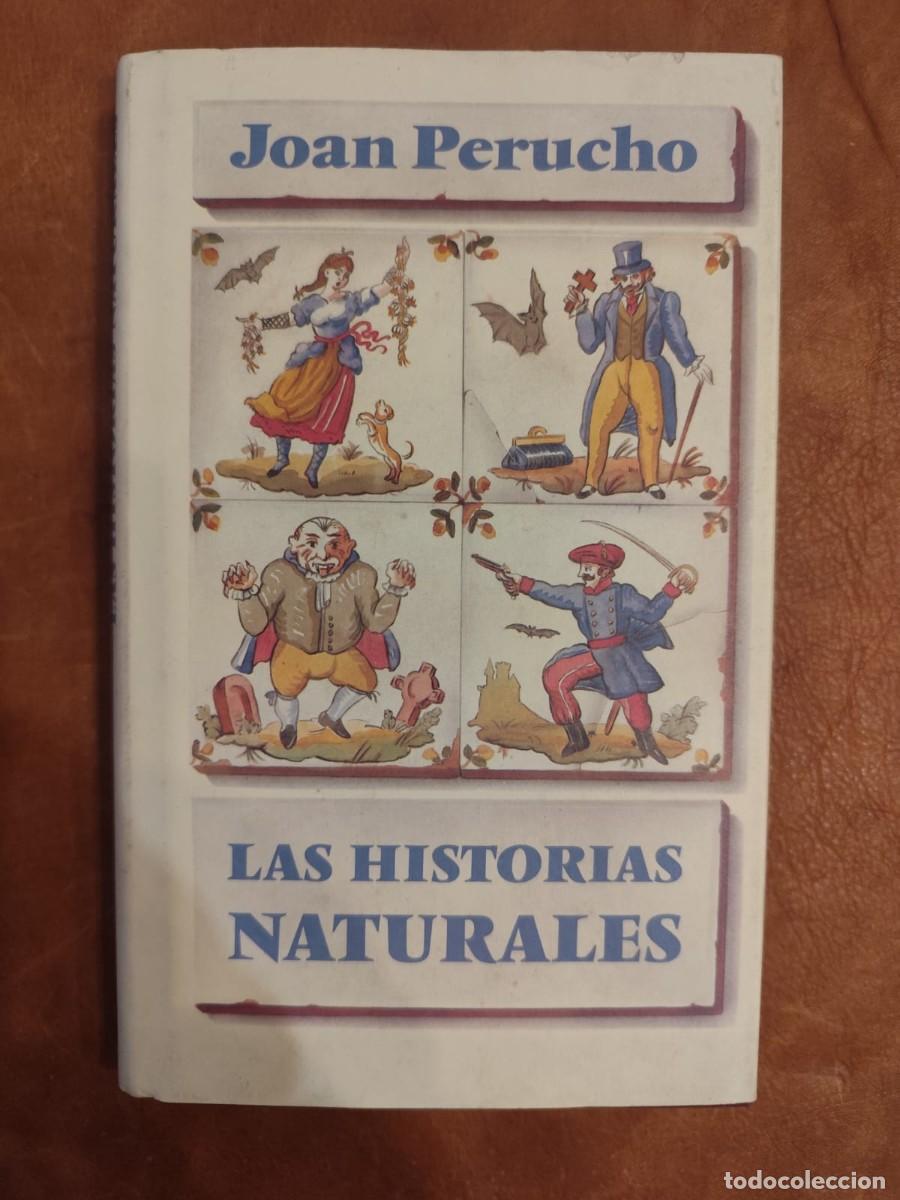 Joan Perucho
LAS HISTORIAS
NATURALES
todocoleccion